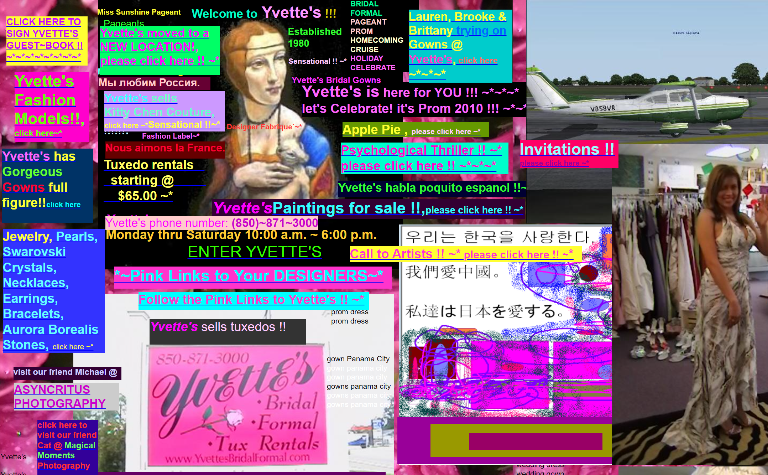 CLICK HERE TO
SIGN YVETTE'S
GUEST~BOOK !!
~*~*~*~*~*~*~*~
Yvette's
Fashion
Models!!,
click here~*
Yvette's has
Gorgeous
Gowns full
figure!!click here
Jewelry, Pearls,
Swarovski
Crystals,
Necklaces,
Earrings,
Bracelets,
Aurora Borealis
Stones, click here ~*
visit our friend Michael @
ASYNCRITUS
PHOTOGRAPHY
click here to
visit our friend
Cat @ Magical
Moments
Photography
Yvette's
Miss Sunshine Pageant
Pageants
Yvette's moved to a
NEW LOCATION!,
please click here !! ~*
Мы любим Россия.
Yvette's sells
Kitty Chen Couture,
click here ~*Sensational !!~*
Fashion Label~*
Nous aimons la France.
Tuxedo rentals
starting @
$65.00 ~*
Welcome to Yvette's !!!
Established
1980
Sensational !! ~*
BRIDAL
FORMAL
PAGEANT
PROM
HOMECOMING
CRUISE
HOLIDAY
CELEBRATE
Yvette's Bridal Gowns
Lauren, Brooke &
Brittany trying on
Gowns @
Yvette's, click here
~*~*~*
Yvette's is here for YOU !!! ~*~*~*
let's Celebrate! it's Prom 2010 !!! ~*~*
Designer Fabrique~*
Apple Pie , please click here !! ~*
Psychological Thriller !! ~*
please click here !! ~*~*~*
Yvette's habla poquito espanol !!~
Yvette'sPaintings for sale !!,please click here !! ~*
Invitations !!
please click here ~*
Yvette's phone number: (850)~871~3000
Monday thru Saturday 10:00 a.m. ~ 6:00 p.m.
ENTER YVETTE'S
Call to Artists !! ~* please click here !! ~*
*~Pink Links to Your DESIGNERS~*
Follow the Pink Links to Yvette's !! ~*
Yvette's sells tuxedos !!
prom dress
prom dress
gown Panama City
gowns panama city
850-871-3000
Yvette's
Bridal
Formal
Tux Rentals
www.YvettesBridalFormal.com
우리는 한국을 사랑한다
我們愛中國。
私達は日本を愛する。